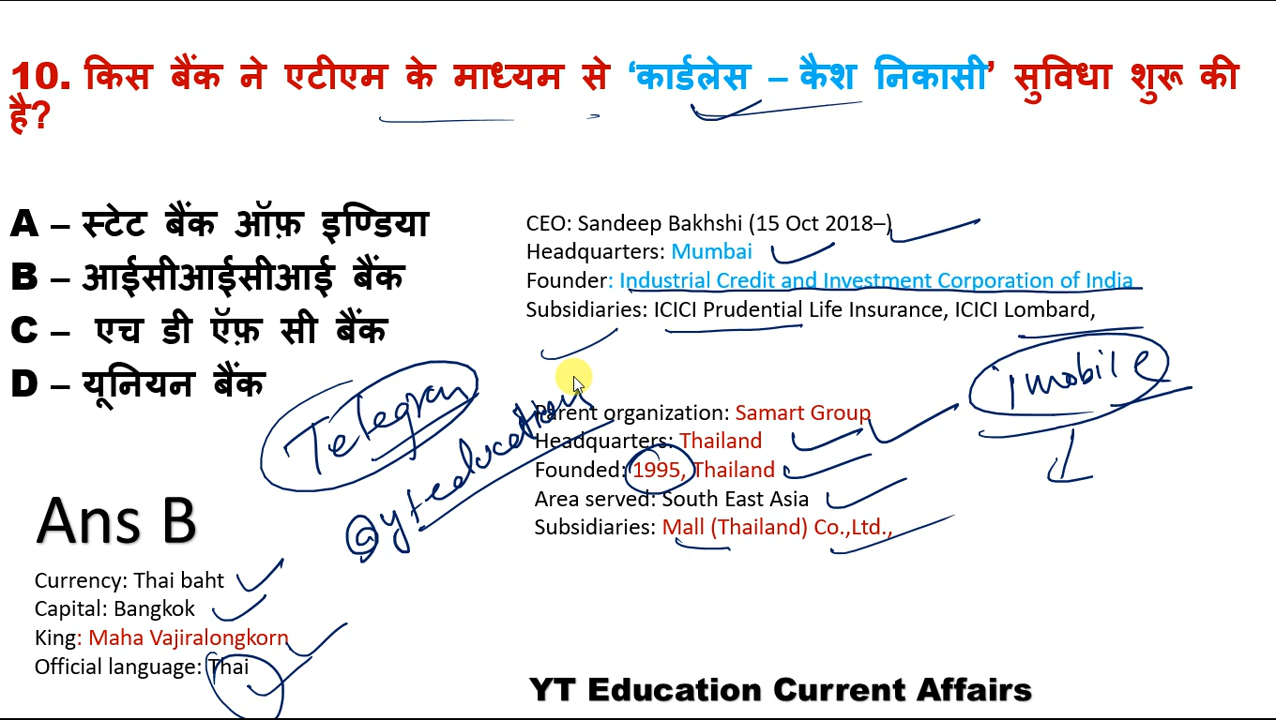 10. किस बैंक ने एटीएम के माध्यम से ‘कार्डलेस – कैश निकासी’ सुविधा शुरू की
है?
A – स्टेट बैंक ऑफ़ इण्डिया
B – आईसीआईसीआई बैंक
C – एच डी ऍफ़ सी बैंक
D – यूनियन बैंक
CEO: Sandeep Bakhshi (15 Oct 2018–)
Headquarters: Mumbai
Founder: Industrial Credit and Investment Corporation of India
Subsidiaries: ICICI Prudential Life Insurance, ICICI Lombard,
imobile
Telegram
@yteducation
Parent organization: Samart Group
Headquarters: Thailand
Founded: 1995, Thailand
Area served: South East Asia
Subsidiaries: Mall (Thailand) Co.,Ltd.,
Ans B
Currency: Thai baht
Capital: Bangkok
King: Maha Vajiralongkorn
Official language: Thai
YT Education Current Affairs